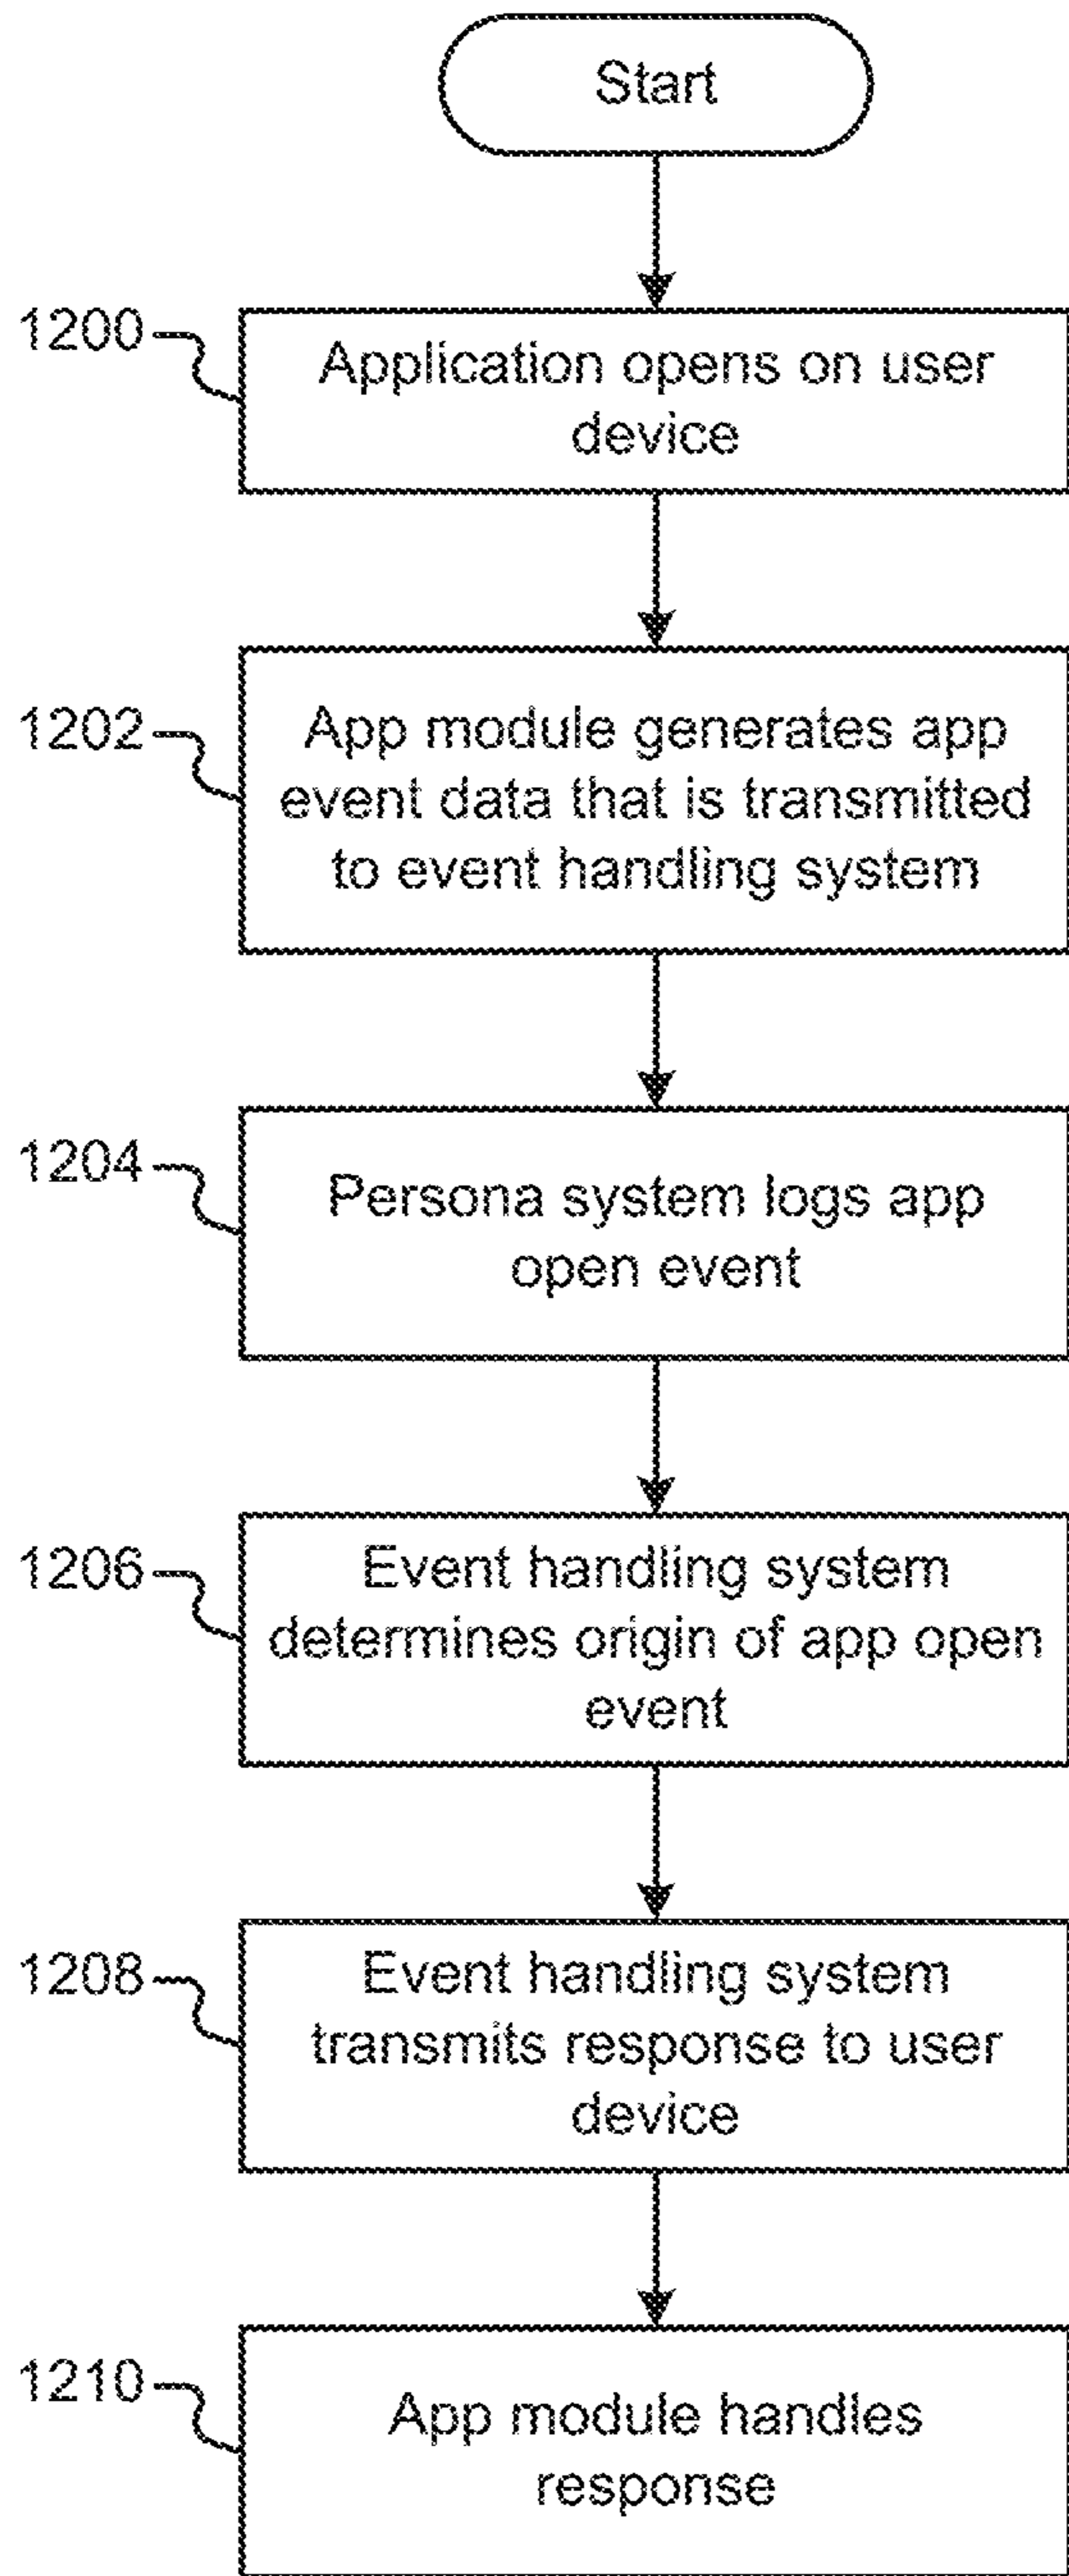 Start
1200
Application opens on user
device
1202
App module generates app
event data that is transmitted
to event handling system
1204
Persona system logs app
open event
1206
Event handling system
determines origin of app open
event
1208
Event handling system
transmits response to user
device
1210
App module handles
response